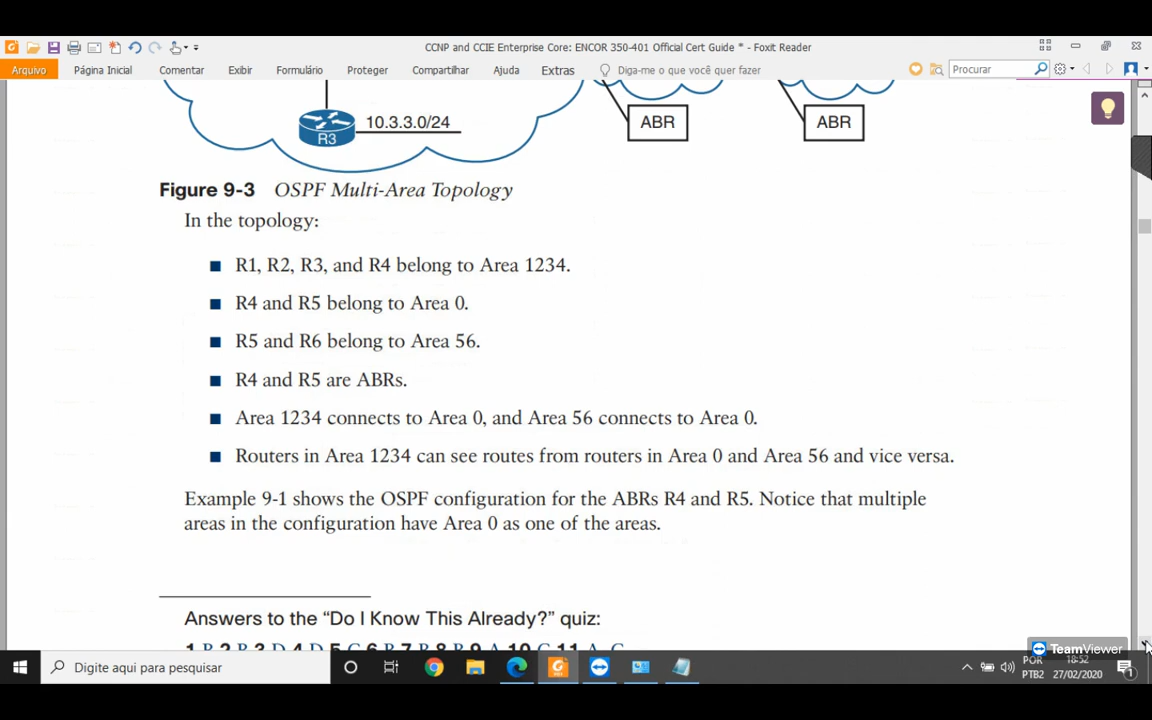 CCNP and CCIE Enterprise Core: ENCOR 350-401 Official Cert Guide * - Foxit Reader
Arquivo Página Inicial Comentar Exibir Formulário Proteger Compartilhar Ajuda Extras Diga-me o que você quer fazer Procurar
10.3.3.0/24 ABR ABR
R3
Figure 9-3 OSPF Multi-Area Topology
In the topology:
R1, R2, R3, and R4 belong to Area 1234.
R4 and R5 belong to Area 0.
R5 and R6 belong to Area 56.
R4 and R5 are ABRs.
Area 1234 connects to Area 0, and Area 56 connects to Area 0.
Routers in Area 1234 can see routes from routers in Area 0 and Area 56 and vice versa.
Example 9-1 shows the OSPF configuration for the ABRs R4 and R5. Notice that multiple
areas in the configuration have Area 0 as one of the areas.
Answers to the “Do I Know This Already?” quiz:
TeamViewer
Digite aqui para pesquisar
POR 18:52
PTB2 27/02/2020 1